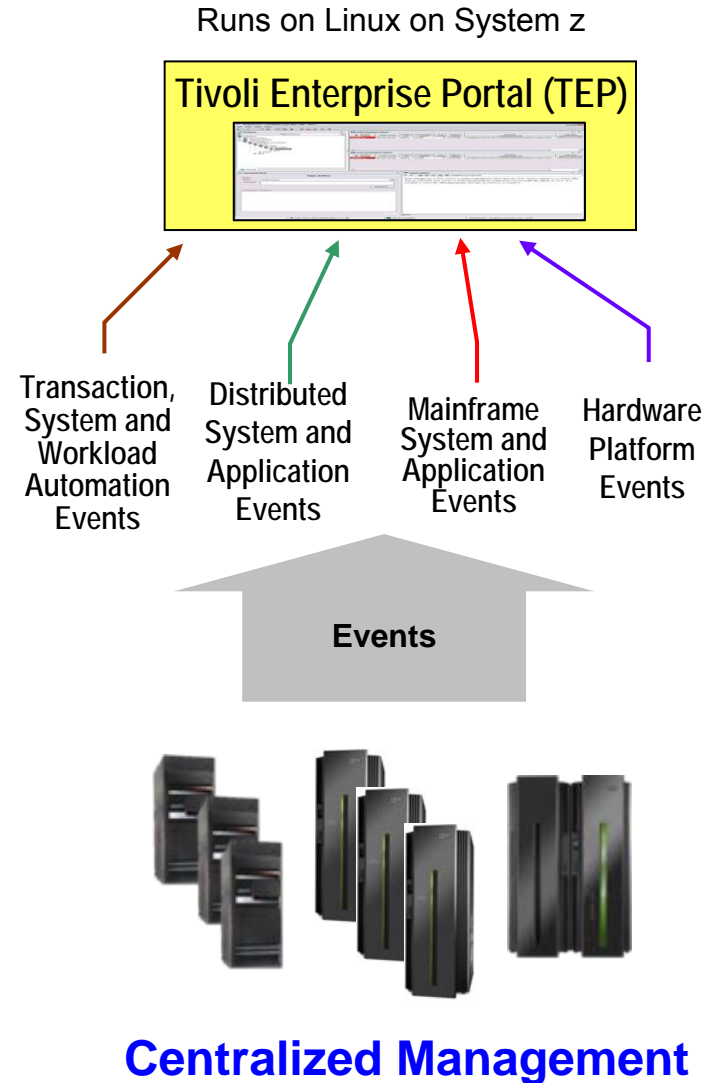 Runs on Linux on System z
Tivoli Enterprise Portal (TEP)
Transaction,
System and
Workload
Automation
Events
Distributed
System and
Application
Events
Mainframe
System and
Application
Events
Hardware
Platform
Events
Events
Centralized Management